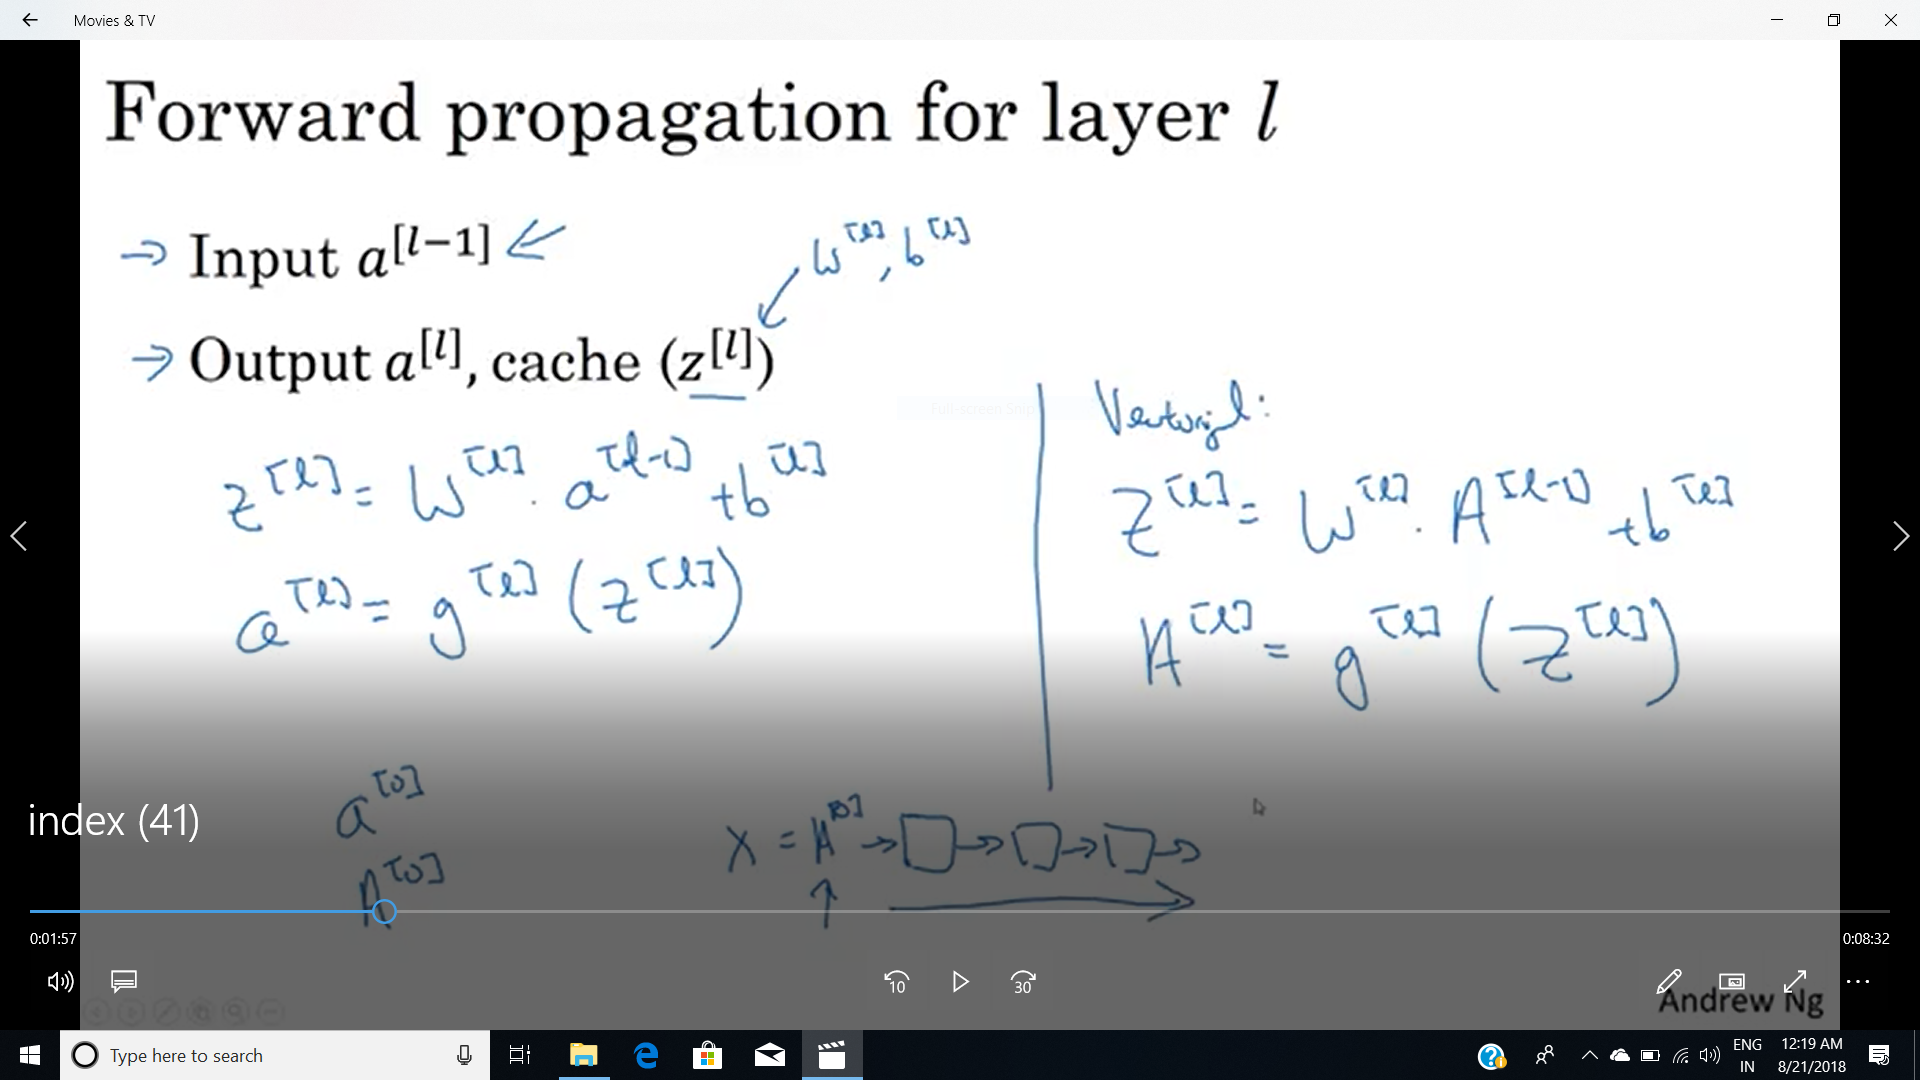 Movies & TV
Forward propagation for layer l
→ Input a^[l−1] ←
W^[l], b^[l]
→ Output a^[l], cache (z^[l])
z^[l] = W^[l] · a^[l-1] + b^[l]
a^[l] = g^[l] (z^[l])
Vectorized:
Z^[l] = W^[l] · A^[l-1] + b^[l]
A^[l] = g^[l] (Z^[l])
a^[0]
A^[0]
X = A^[0] → □ → □ → □ →
index (41)
0:01:57
0:08:32
10
30
Andrew Ng
Type here to search
ENG
IN
12:19 AM
8/21/2018